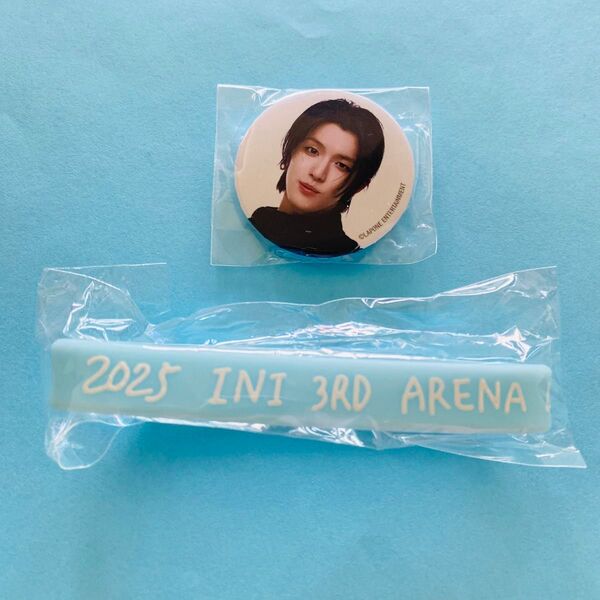 ©LAPONE ENTERTAINMENT
2025 INI 3RD ARENA